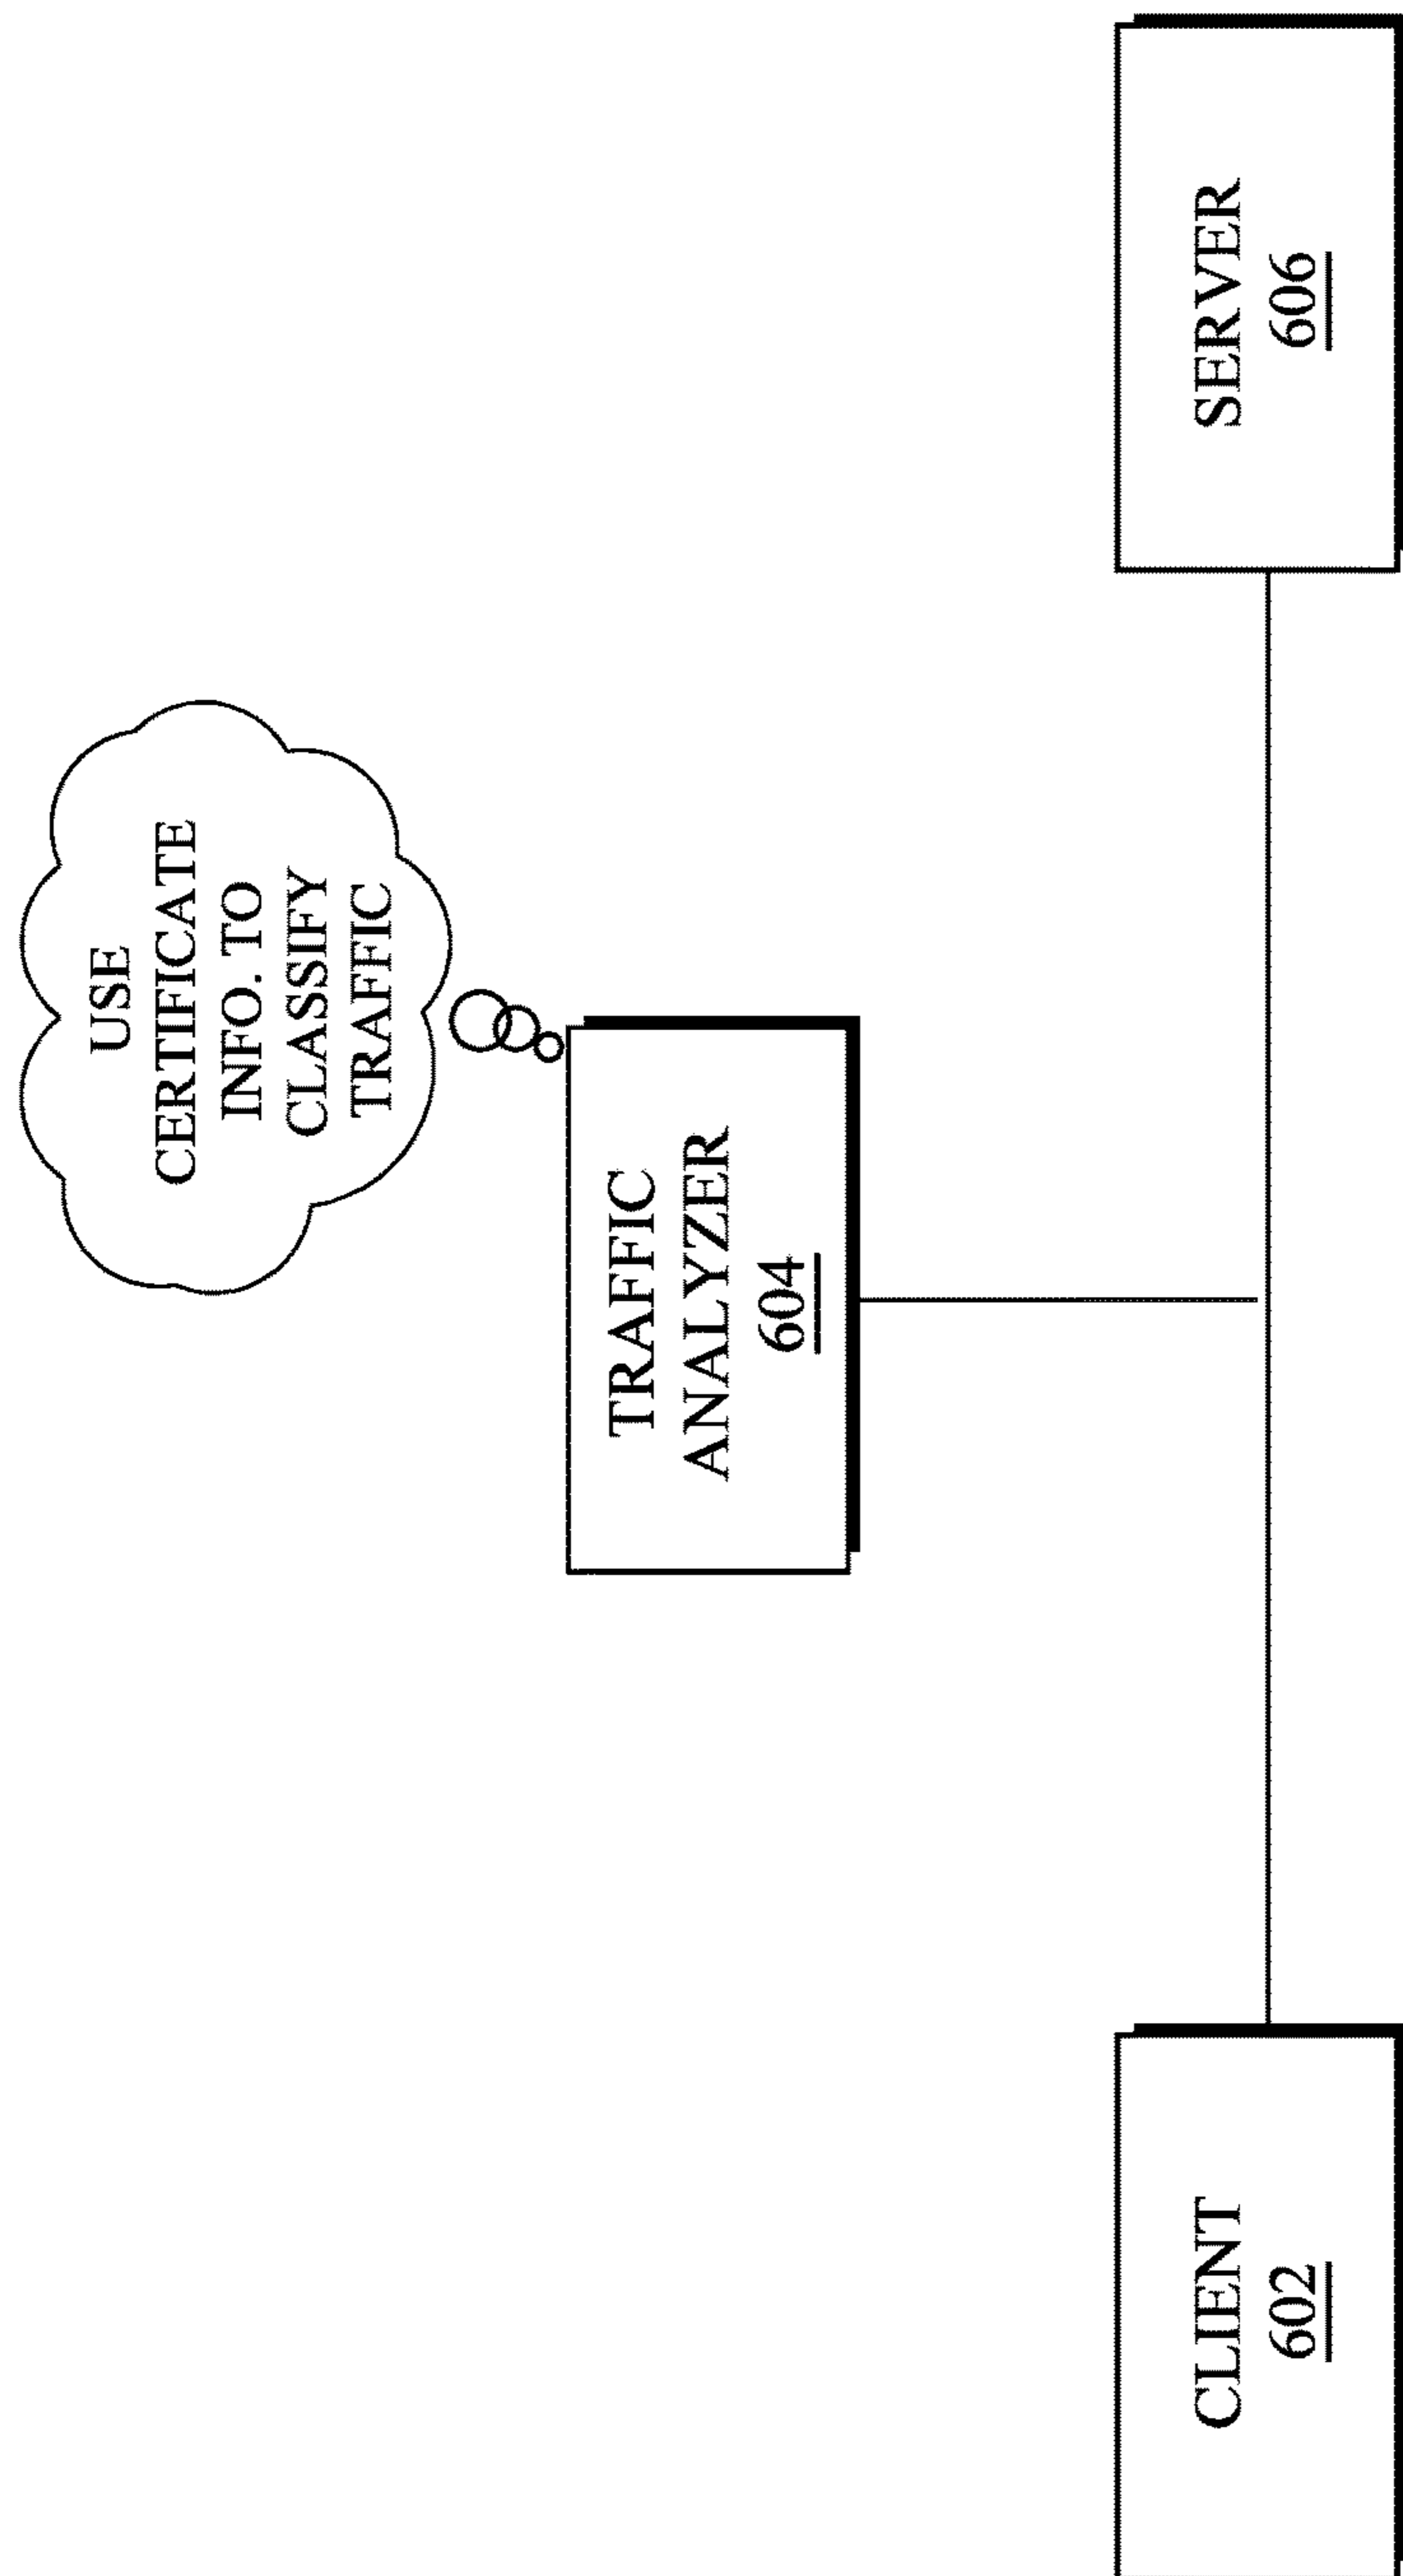 USE
CERTIFICATE
INFO. TO
CLASSIFY
TRAFFIC
TRAFFIC
ANALYZER
604
CLIENT
602
SERVER
606